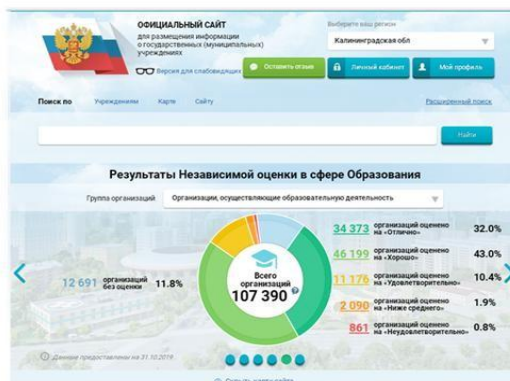 ОФИЦИАЛЬНЫЙ САЙТ
для размещения информации
о государственных (муниципальных)
учреждениях
Версия для слабовидящих
Выберите ваш регион
Калининградская обл
Оставить отзыв
Личный кабинет
Мой профиль
Поиск по Учреждениям Карте Сайту
Расширенный поиск
Найти
Результаты Независимой оценки в сфере Образования
Группа организаций Организации, осуществляющие образовательную деятельность
12 691 организаций без оценки 11.8%
Всего
организаций
107 390
34 373 организаций оценено на «Отлично» 32.0%
46 199 организаций оценено на «Хорошо» 43.0%
11 176 организаций оценено на «Удовлетворительно» 10.4%
2 090 организаций оценено на «Ниже среднего» 1.9%
861 организаций оценено на «Неудовлетворительно» 0.8%
Данные предоставлены на 31.10.2019